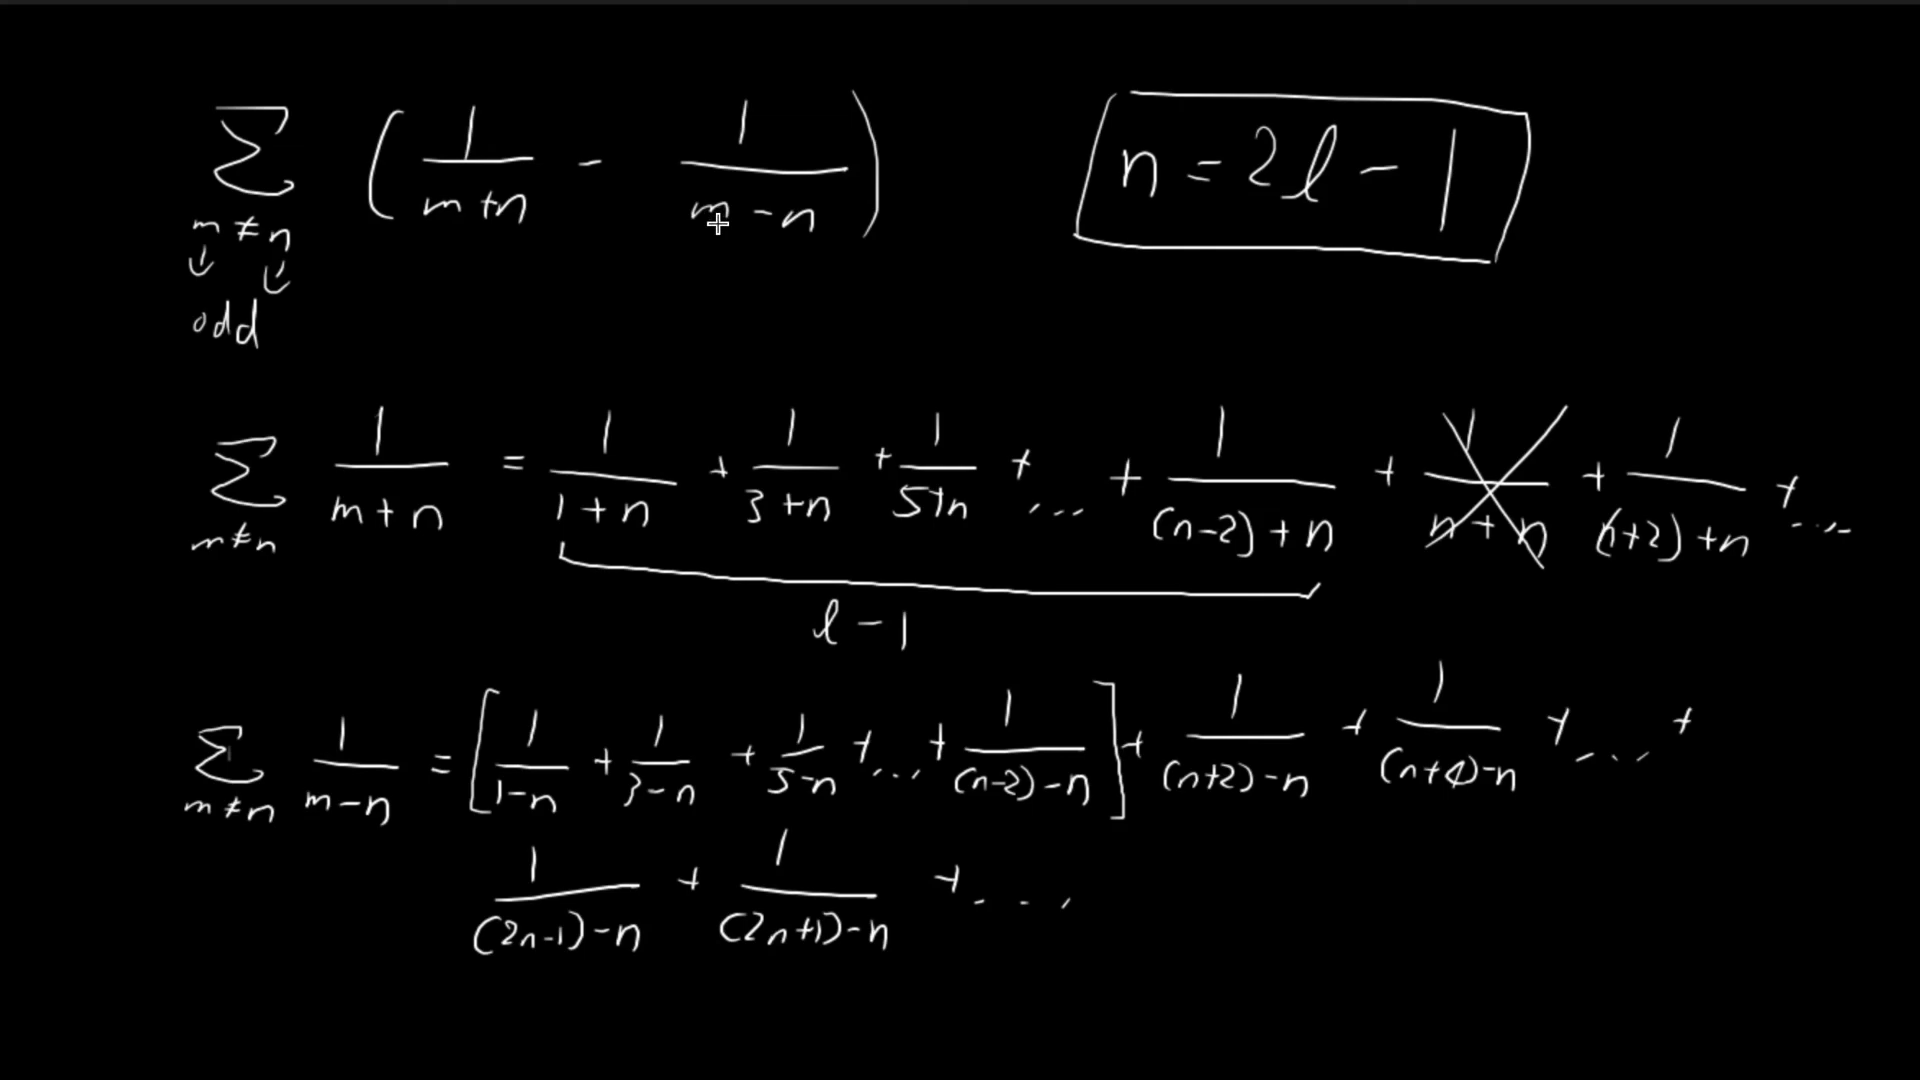 ∑ ( 1/(m+n) - 1/(m-n) )    n = 2ℓ - 1
m ≠ n
odd
∑ 1/(m+n) = 1/(1+n) + 1/(3+n) + 1/(5+n) + ... + 1/((n-2)+n) + 1/(n+n) + 1/((n+2)+n) + ...
m≠n
ℓ - 1
∑ 1/(m-n) = [ 1/(1-n) + 1/(3-n) + 1/(5-n) + ... + 1/((n-2)-n) ] + 1/((n+2)-n) + 1/((n+4)-n) + ... +
m≠n
1/((2n-1)-n) + 1/((2n+1)-n) + ...